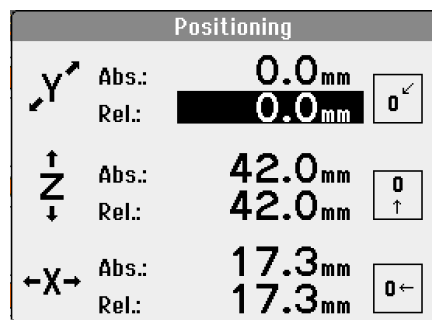 Positioning
Y Abs.: 0.0mm
Rel.: 0.0mm 0↙
Z Abs.: 42.0mm
Rel.: 42.0mm 0↑
←X→ Abs.: 17.3mm
Rel.: 17.3mm 0←